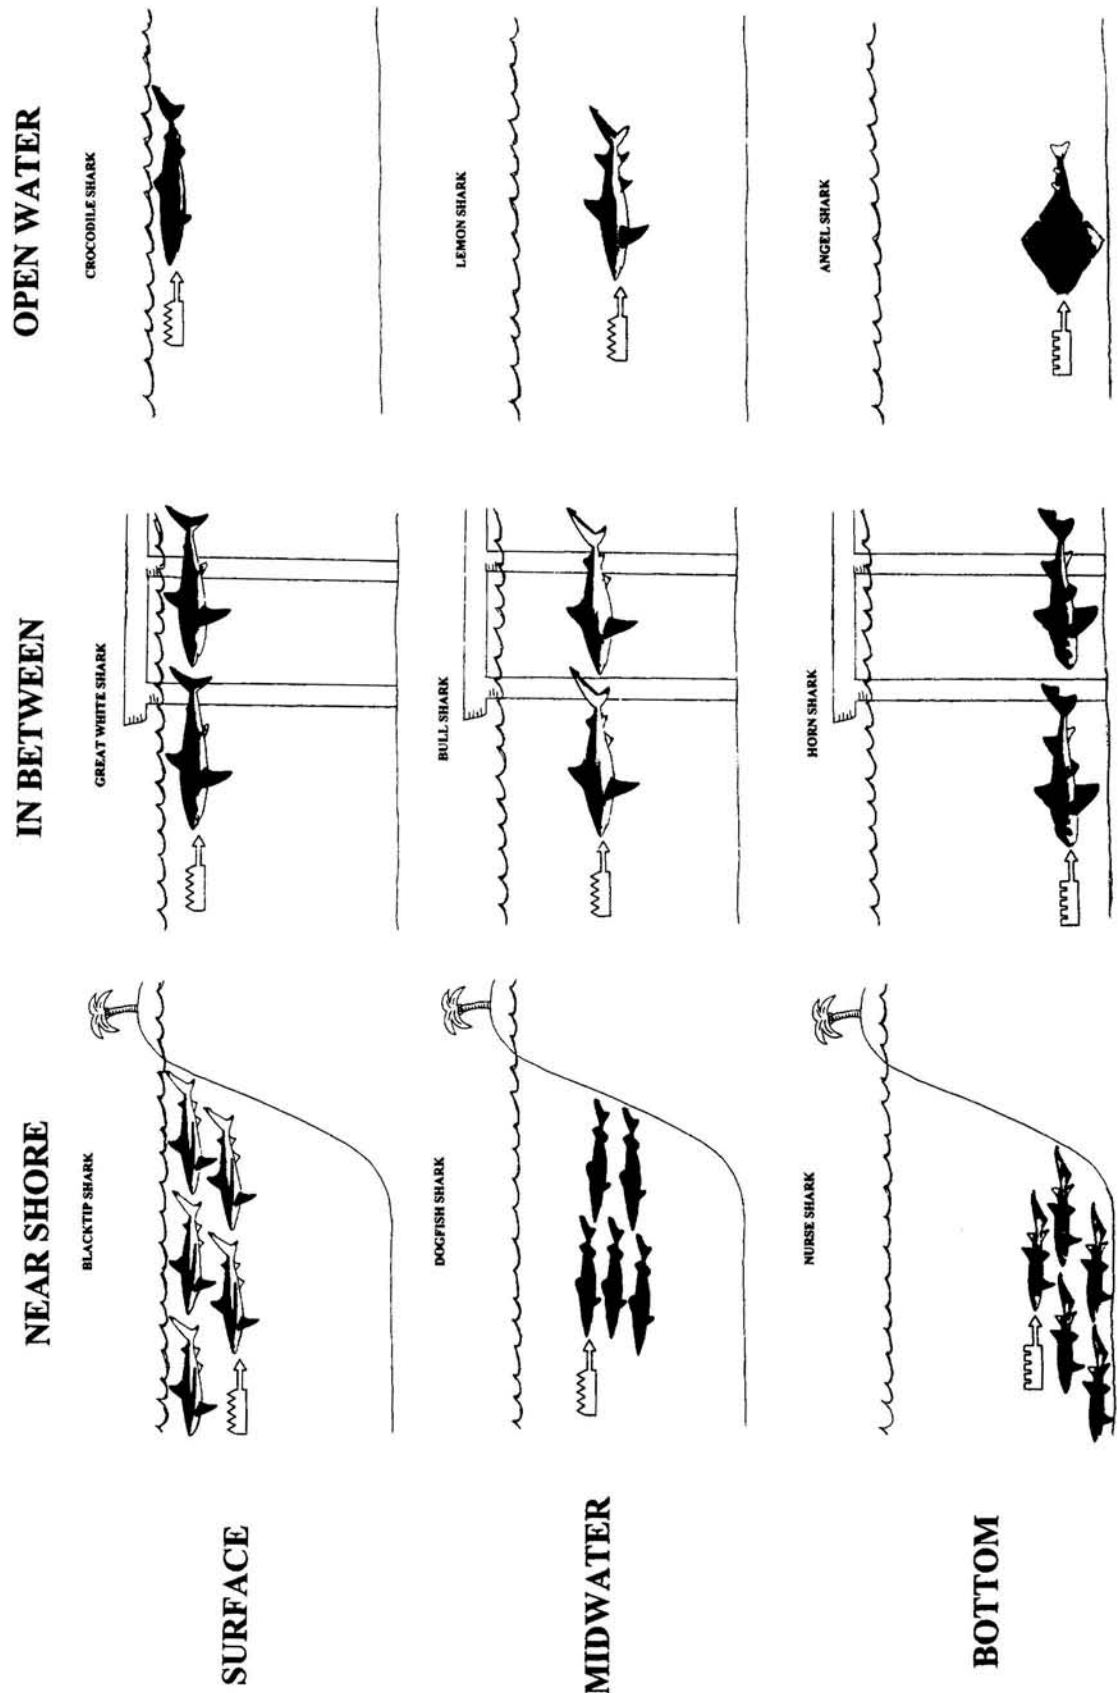 NEAR SHORE
IN BETWEEN
OPEN WATER
SURFACE
BLACKTIP SHARK
GREAT WHITE SHARK
CROCODILE SHARK
MIDWATER
DOGFISH SHARK
BULL SHARK
LEMON SHARK
BOTTOM
NURSE SHARK
HORN SHARK
ANGEL SHARK